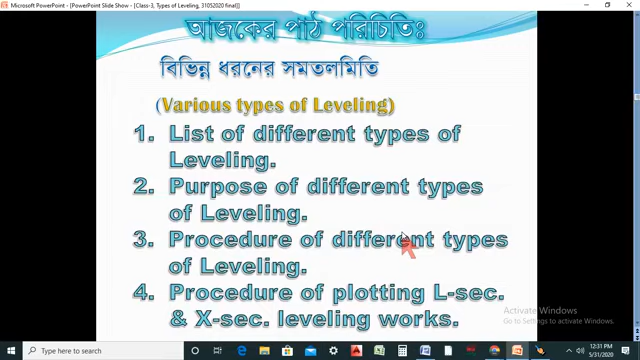 Microsoft PowerPoint - PowerPoint Slide Show - [Class-3, Types of Leveling, 31052020 final]
আজকের পাঠ পরিচিতিঃ
বিভিন্ন ধরনের সমতলমিতি
(Various types of Leveling)
1. List of different types of
Leveling.
2. Purpose of different types
of Leveling.
3. Procedure of different types
of Leveling.
4. Procedure of plotting L-sec.
& X-sec. leveling works.
Activate Windows
Go to Settings to activate Windows.
Type here to search
12:31 PM
5/31/2020